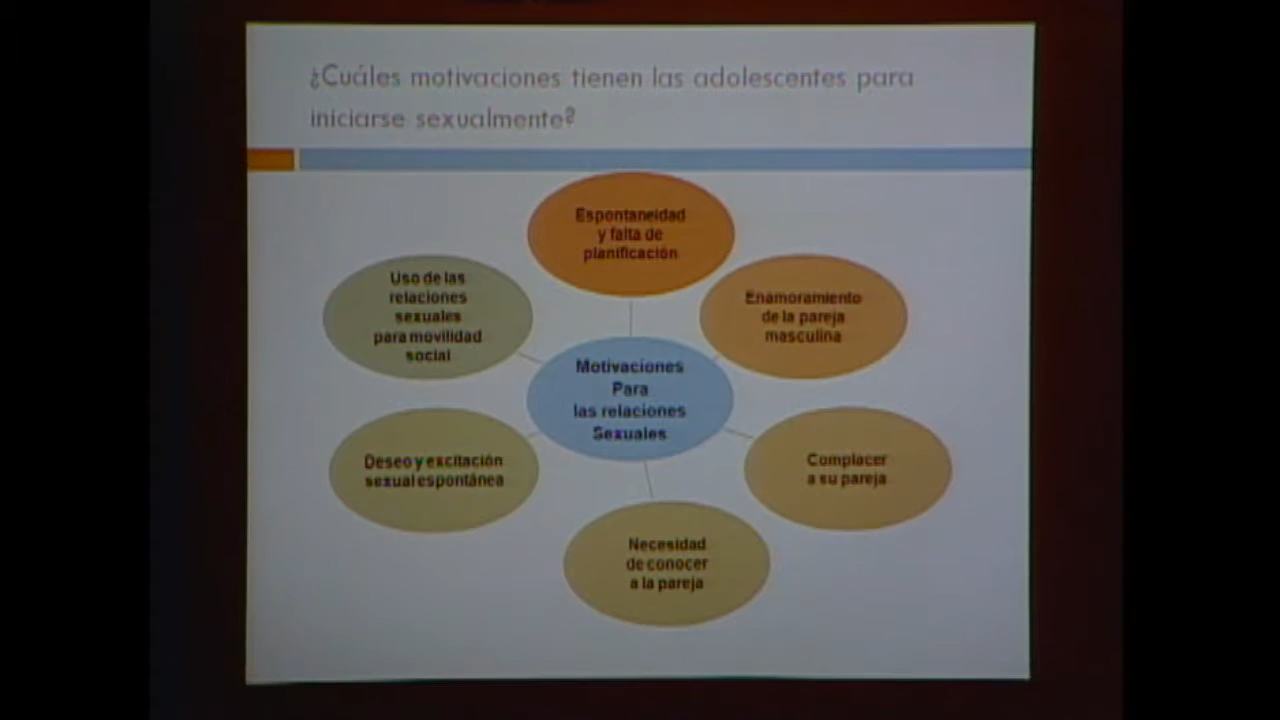 ¿Cuáles motivaciones tienen las adolescentes para
iniciarse sexualmente?
Espontaneidad
y falta de
planificación
Enamoramiento
de la pareja
masculina
Complacer
a su pareja
Necesidad
de conocer
a la pareja
Deseo y excitación
sexual espontánea
Uso de las
relaciones
sexuales
para movilidad
social
Motivaciones
Para
las relaciones
Sexuales